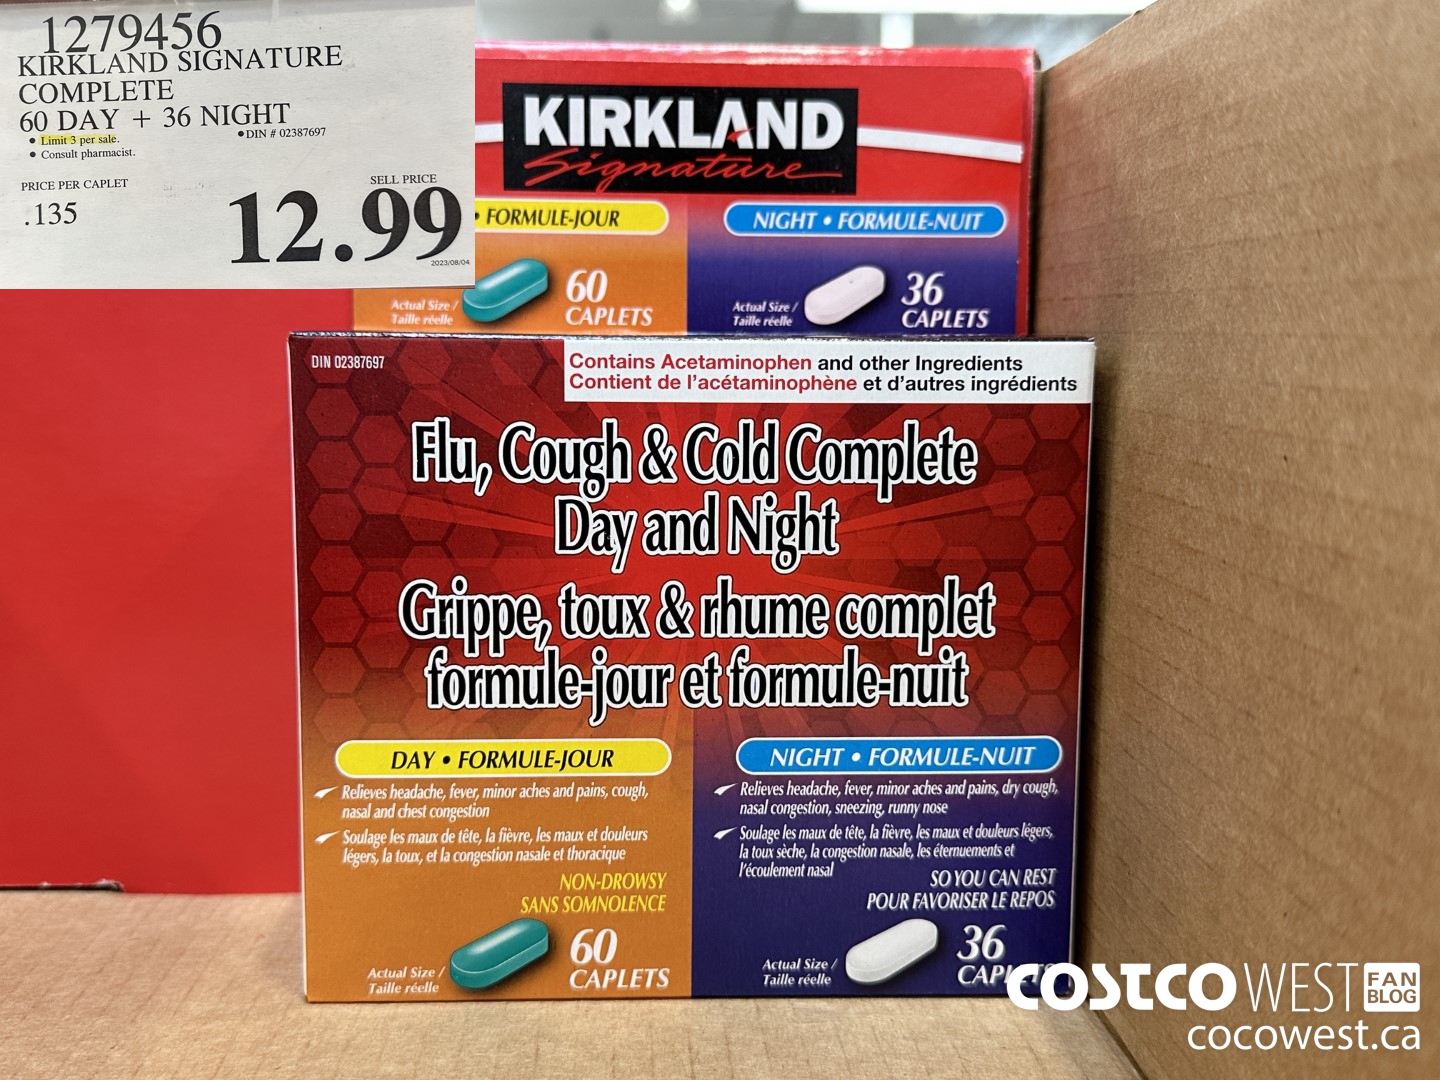 1279456
KIRKLAND SIGNATURE
COMPLETE
60 DAY + 36 NIGHT
• Limit 3 per sale.
• DIN # 02387697
• Consult pharmacist.
PRICE PER CAPLET
.135
SELL PRICE
12.99
2023/08/04
KIRKLAND
Signature
• FORMULE-JOUR
NIGHT • FORMULE-NUIT
Actual Size /
Taille réelle
60
CAPLETS
Actual Size /
Taille réelle
36
CAPLETS
DIN 02387697
Contains Acetaminophen and other Ingredients
Contient de l'acétaminophène et d'autres ingrédients
Flu, Cough & Cold Complete
Day and Night
Grippe, toux & rhume complet
formule-jour et formule-nuit
DAY • FORMULE-JOUR
Relieves headache, fever, minor aches and pains, cough,
nasal and chest congestion
Soulage les maux de tête, la fièvre, les maux et douleurs
légers, la toux, et la congestion nasale et thoracique
NON-DROWSY
SANS SOMNOLENCE
Actual Size /
Taille réelle
60
CAPLETS
NIGHT • FORMULE-NUIT
Relieves headache, fever, minor aches and pains, dry cough,
nasal congestion, sneezing, runny nose
Soulage les maux de tête, la fièvre, les maux et douleurs légers,
la toux sèche, la congestion nasale, les éternuements et
l'écoulement nasal
SO YOU CAN REST
POUR FAVORISER LE REPOS
Actual Size /
Taille réelle
36
CAPLETS
COSTCO WEST FAN BLOG
cocowest.ca